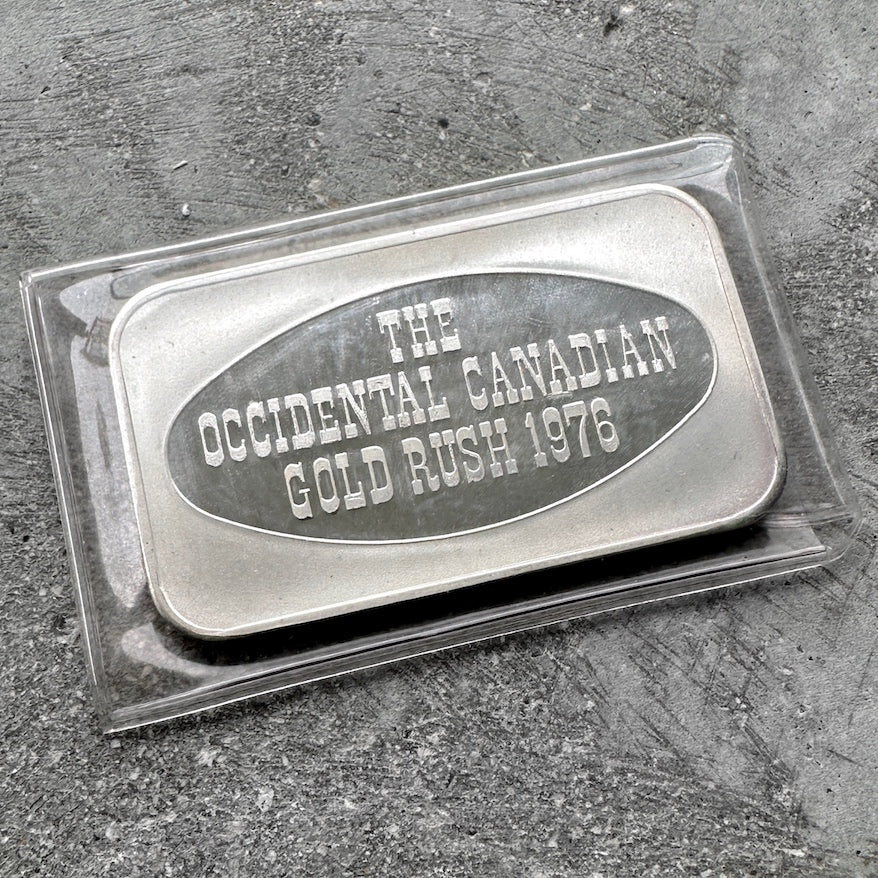 THE
OCCIDENTAL CANADIAN
GOLD RUSH 1976